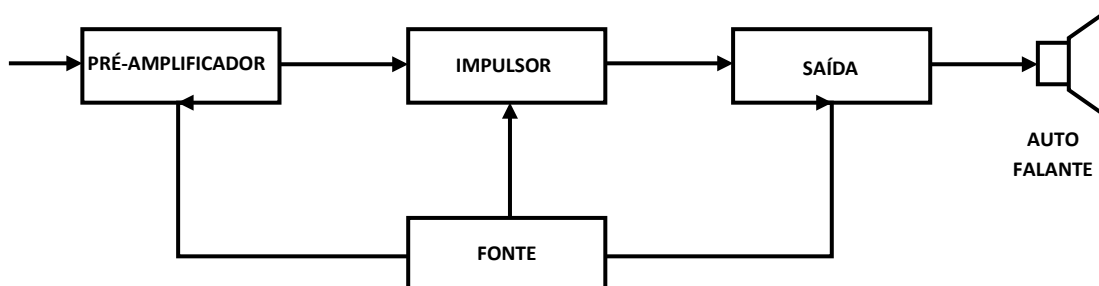 PRÉ-AMPLIFICADOR
IMPULSOR
SAÍDA
AUTO
FALANTE
FONTE